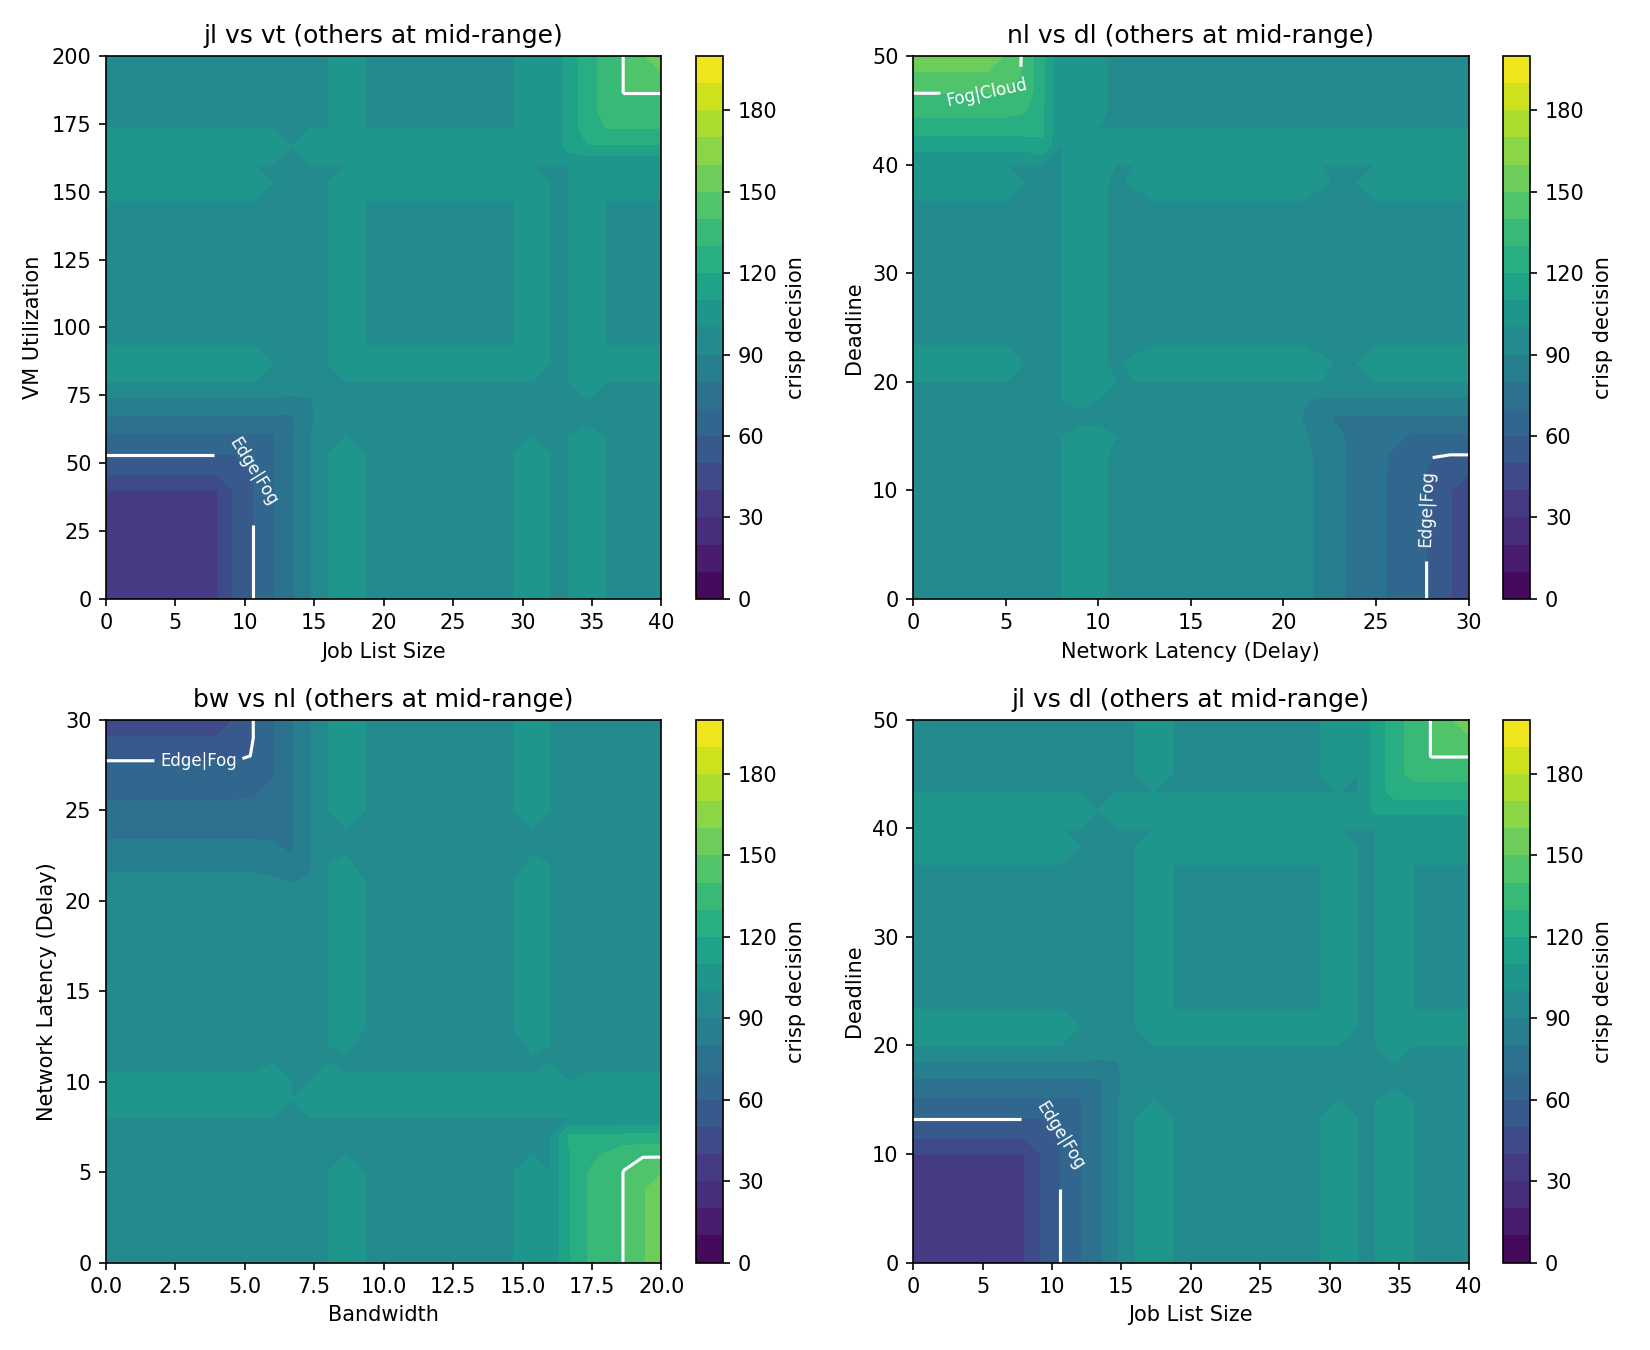 jl vs vt (others at mid-range)
200
175
150
125
100
75
50
25
0
VM Utilization
Edge|Fog
0 5 10 15 20 25 30 35 40
Job List Size
180
150
120
90
60
30
0
crisp decision
nl vs dl (others at mid-range)
50
40
30
20
10
0
Deadline
Fog|Cloud
Edge|Fog
0 5 10 15 20 25 30
Network Latency (Delay)
180
150
120
90
60
30
0
crisp decision
bw vs nl (others at mid-range)
30
25
20
15
10
5
0
Network Latency (Delay)
Edge|Fog
0.0 2.5 5.0 7.5 10.0 12.5 15.0 17.5 20.0
Bandwidth
180
150
120
90
60
30
0
crisp decision
jl vs dl (others at mid-range)
50
40
30
20
10
0
Deadline
Edge|Fog
0 5 10 15 20 25 30 35 40
Job List Size
180
150
120
90
60
30
0
crisp decision